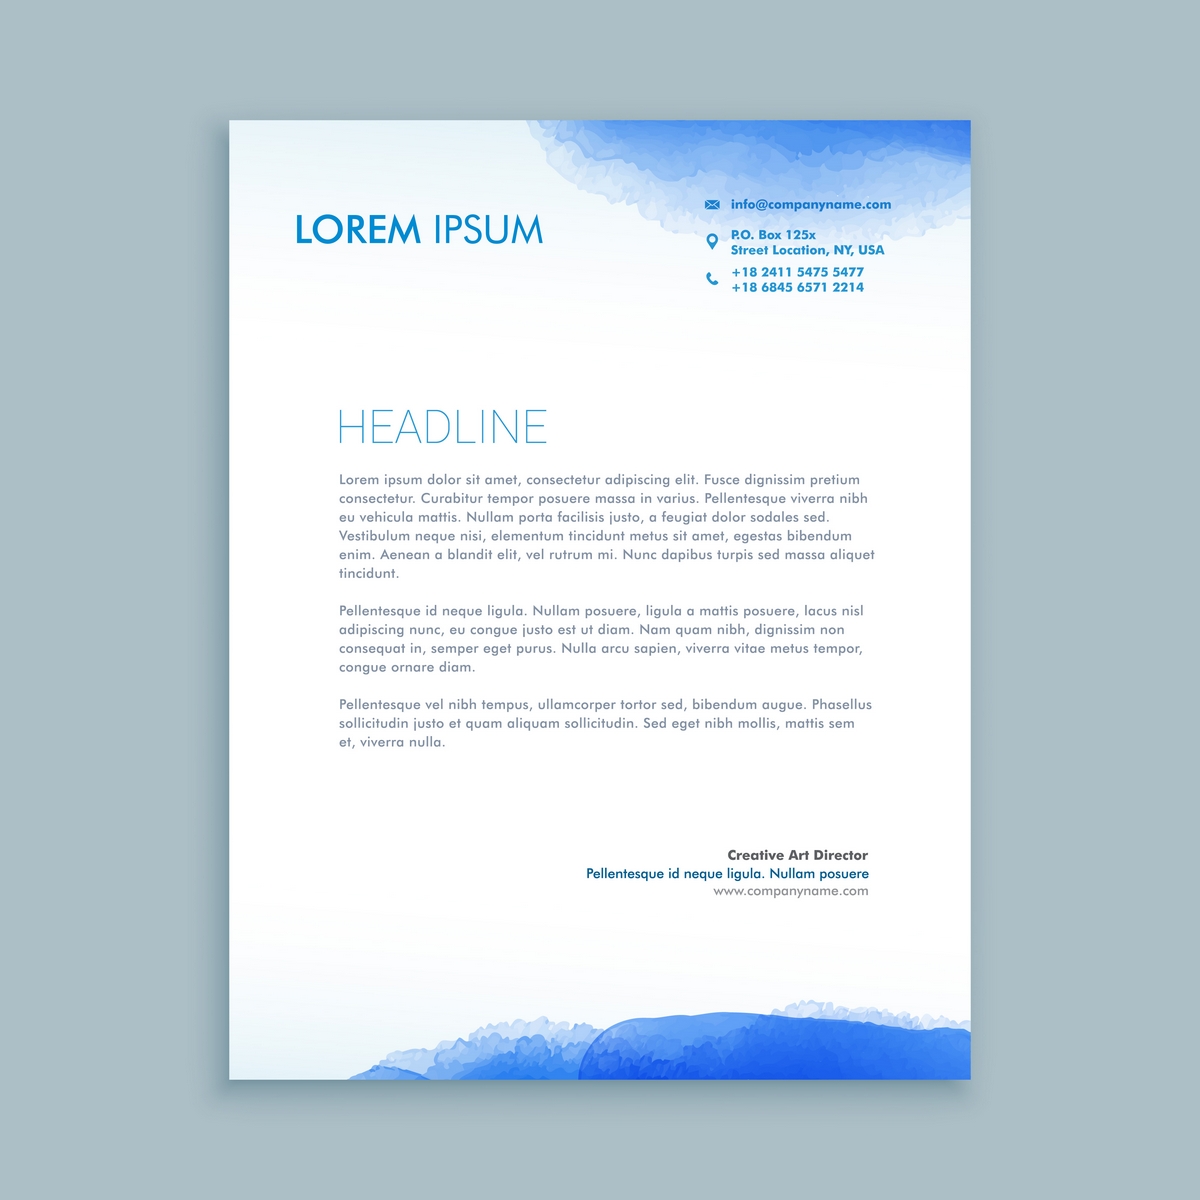 LOREM IPSUM
info@companyname.com
P.O. Box 125x
Street Location, NY, USA
+18 2411 5475 5477
+18 6845 6571 2214
HEADLINE
Lorem ipsum dolor sit amet, consectetur adipiscing elit. Fusce dignissim pretium
consectetur. Curabitur tempor posuere massa in varius. Pellentesque viverra nibh
eu vehicula mattis. Nullam porta facilisis justo, a feugiat dolor sodales sed.
Vestibulum neque nisi, elementum tincidunt metus sit amet, egestas bibendum
enim. Aenean a blandit elit, vel rutrum mi. Nunc dapibus turpis sed massa aliquet
tincidunt.
Pellentesque id neque ligula. Nullam posuere, ligula a mattis posuere, lacus nisl
adipiscing nunc, eu congue justo est ut diam. Nam quam nibh, dignissim non
consequat in, semper eget purus. Nulla arcu sapien, viverra vitae metus tempor,
congue ornare diam.
Pellentesque vel nibh tempus, ullamcorper tortor sed, bibendum augue. Phasellus
sollicitudin justo et quam aliquam sollicitudin. Sed eget nibh mollis, mattis sem
et, viverra nulla.
Creative Art Director
Pellentesque id neque ligula. Nullam posuere
www.companyname.com